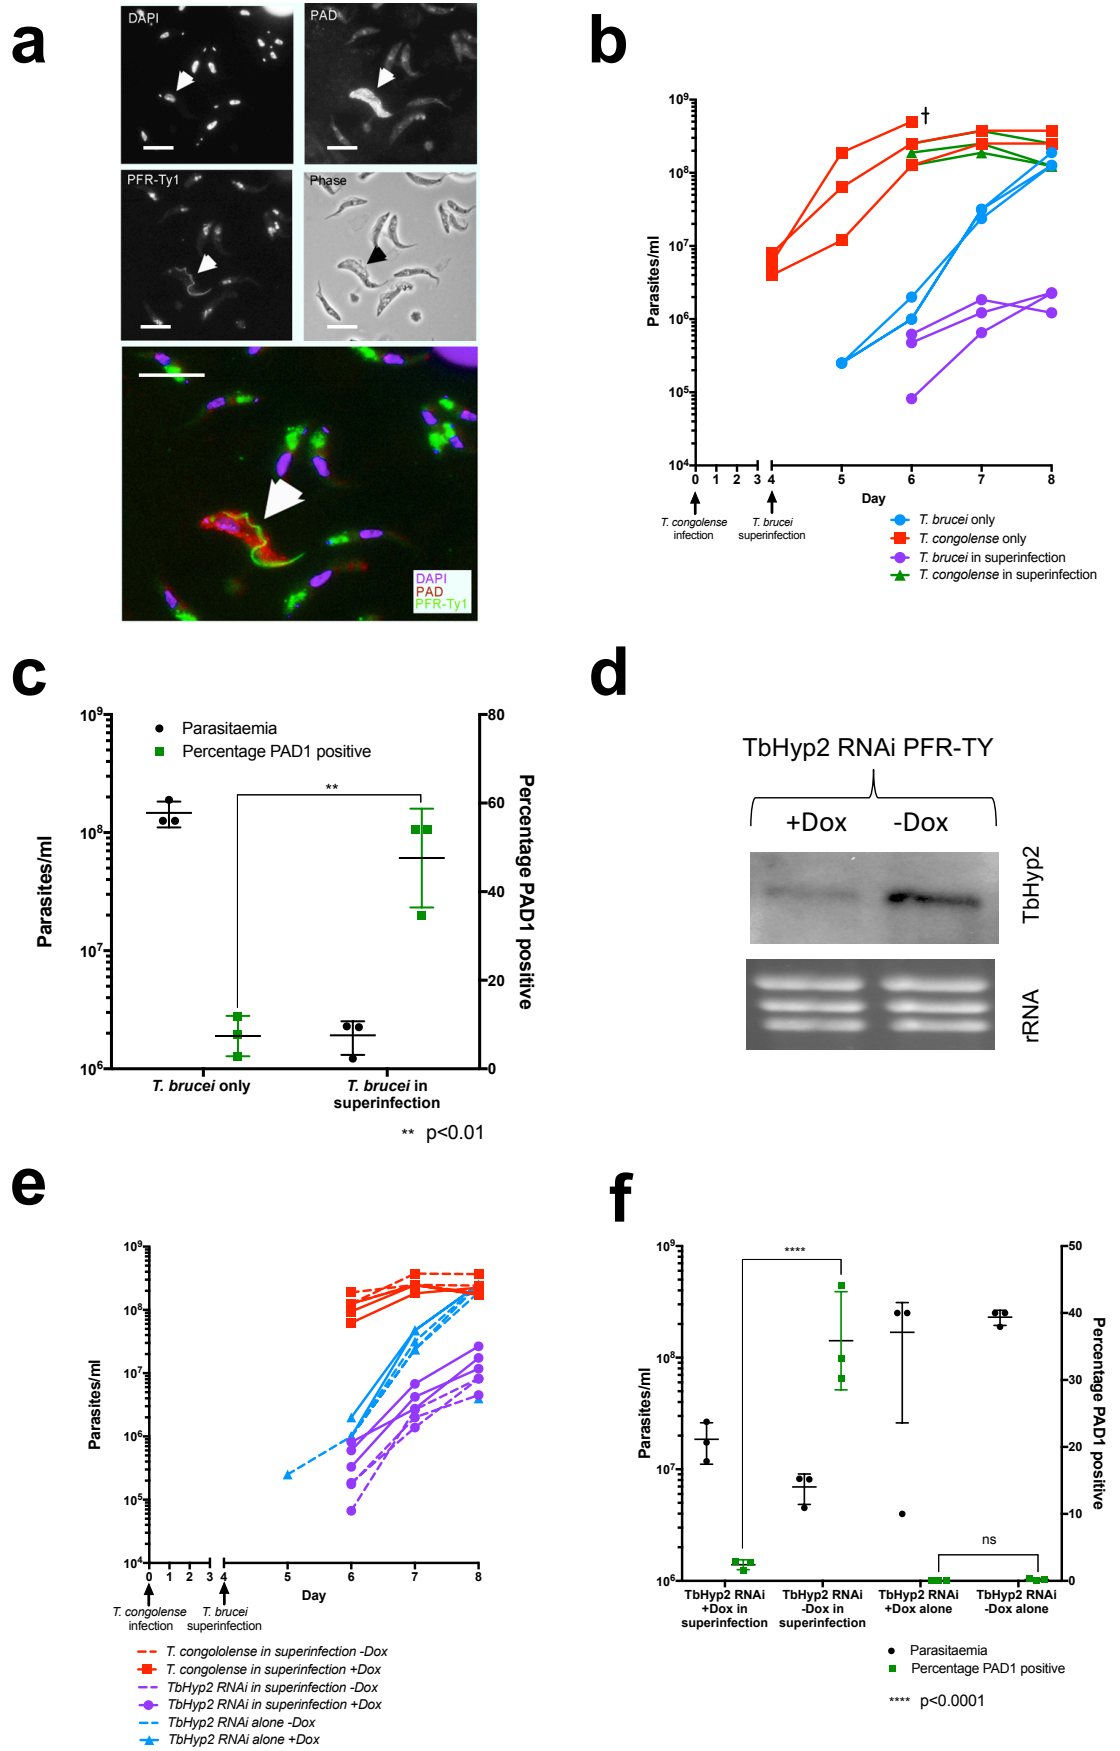 a
DAPI
PAD
PFR-Ty1
Phase
DAPI
PAD
PFR-Ty1
b
Parasites/ml
10⁹
10⁸
10⁷
10⁶
10⁵
10⁴
†
0 1 2 3 4 5 6 7 8
Day
T. congolense
infection
T. brucei
superinfection
T. brucei only
T. congolense only
T. brucei in superinfection
T. congolense in superinfection
c
Parasites/ml
10⁹
10⁸
10⁷
10⁶
Parasitaemia
Percentage PAD1 positive
**
80
60
40
20
0
Percentage PAD1 positive
T. brucei only
T. brucei in
superinfection
** p<0.01
d
TbHyp2 RNAi PFR-TY
+Dox -Dox
TbHyp2
rRNA
e
Parasites/ml
10⁹
10⁸
10⁷
10⁶
10⁵
10⁴
0 1 2 3 4 5 6 7 8
Day
T. congolense
infection
T. brucei
superinfection
T. congololense in superinfection -Dox
T. congolense in superinfection +Dox
TbHyp2 RNAi in superinfection -Dox
TbHyp2 RNAi in superinfection +Dox
TbHyp2 RNAi alone -Dox
TbHyp2 RNAi alone +Dox
f
Parasites/ml
10⁹
10⁸
10⁷
10⁶
****
ns
50
40
30
20
10
0
Percentage PAD1 positive
TbHyp2 RNAi
+Dox in
superinfection
TbHyp2 RNAi
-Dox in
superinfection
TbHyp2 RNAi
+Dox alone
TbHyp2 RNAi
-Dox alone
Parasitaemia
Percentage PAD1 positive
**** p<0.0001